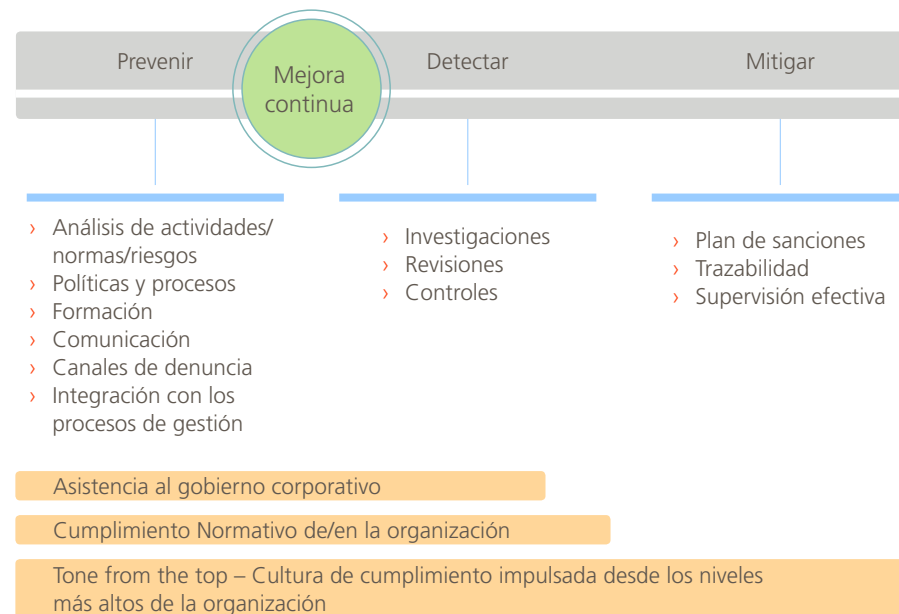 Prevenir
Mejora
continua
Detectar
Mitigar
› Análisis de actividades/
normas/riesgos
› Políticas y procesos
› Formación
› Comunicación
› Canales de denuncia
› Integración con los
procesos de gestión
› Investigaciones
› Revisiones
› Controles
› Plan de sanciones
› Trazabilidad
› Supervisión efectiva
Asistencia al gobierno corporativo
Cumplimiento Normativo de/en la organización
Tone from the top – Cultura de cumplimiento impulsada desde los niveles
más altos de la organización